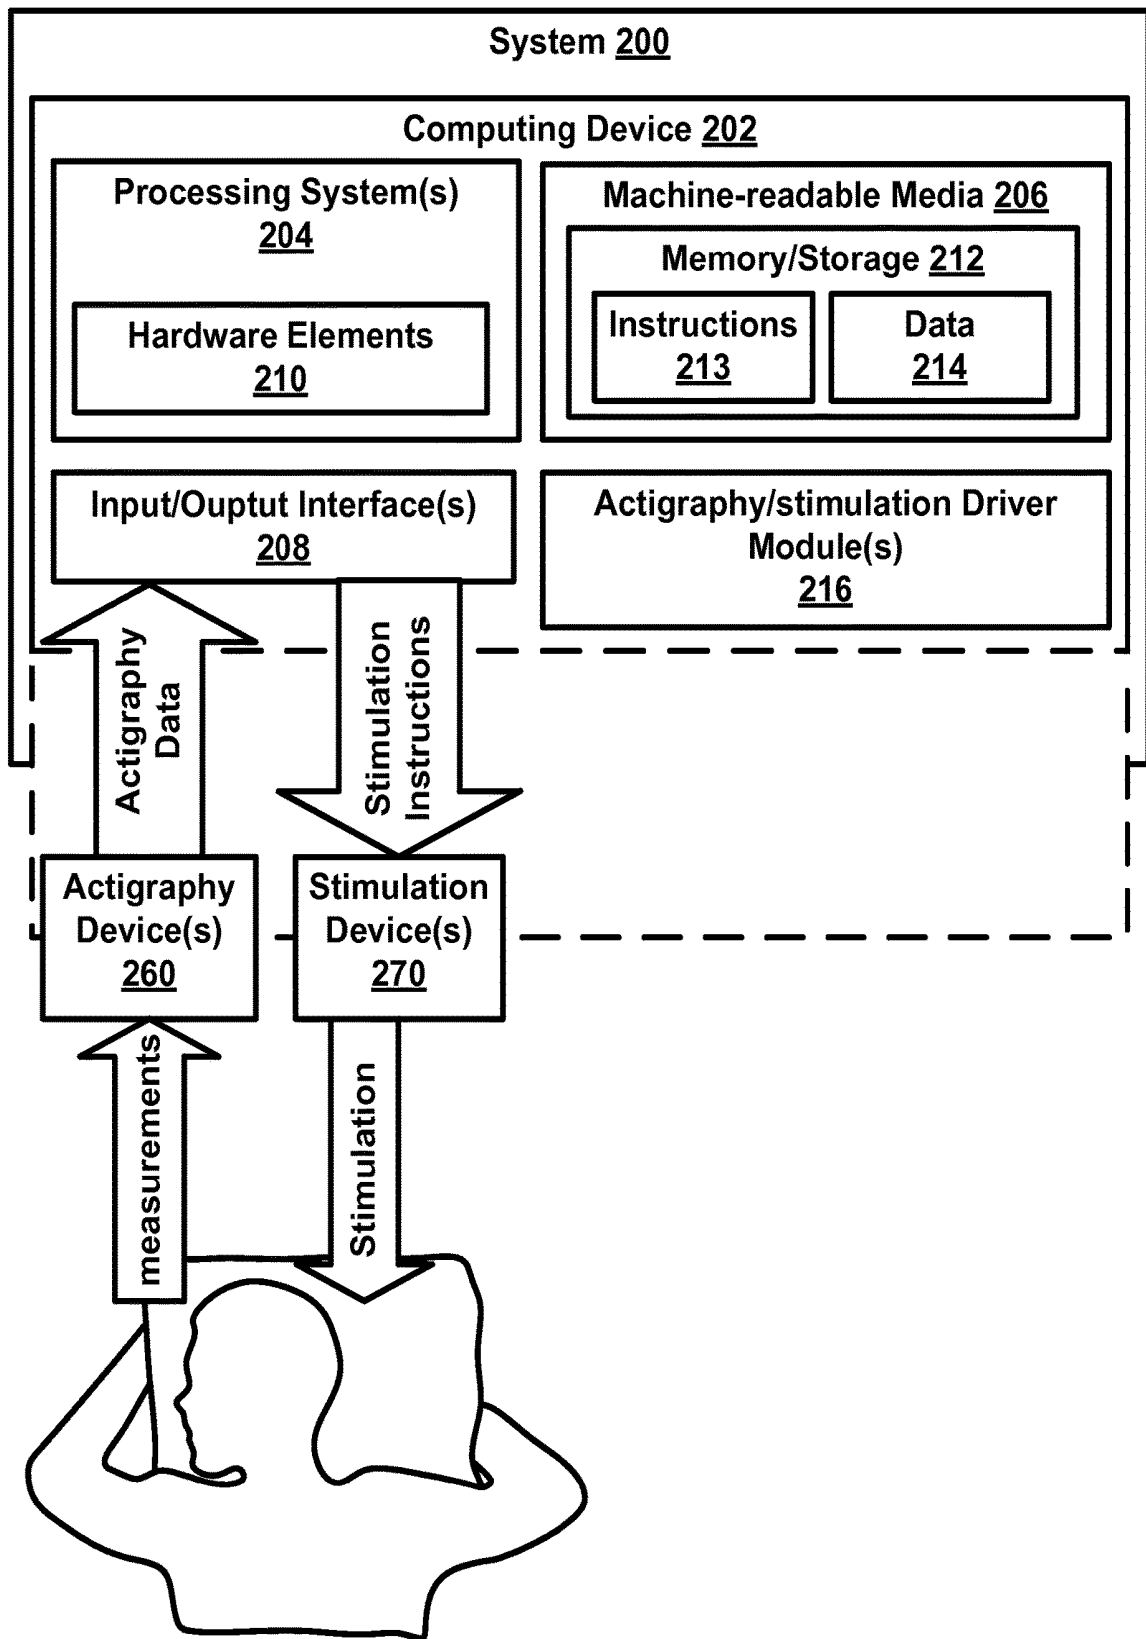 System 200
Computing Device 202
Processing System(s)
204
Hardware Elements
210
Machine-readable Media 206
Memory/Storage 212
Instructions
213
Data
214
Input/Ouptut Interface(s)
208
Actigraphy/stimulation Driver
Module(s)
216
Actigraphy
Data
Stimulation
Instructions
Actigraphy
Device(s)
260
Stimulation
Device(s)
270
measurements
Stimulation